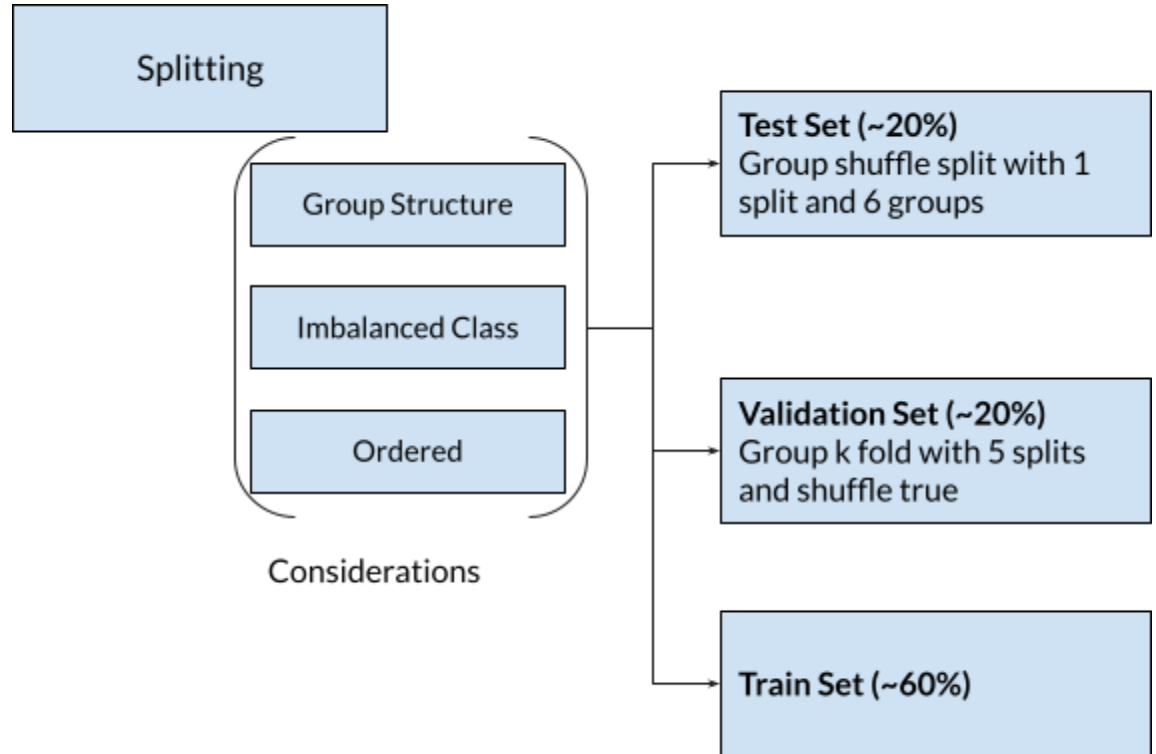 Splitting
Group Structure
Imbalanced Class
Ordered
Considerations
Test Set (~20%)
Group shuffle split with 1
split and 6 groups
Validation Set (~20%)
Group k fold with 5 splits
and shuffle true
Train Set (~60%)